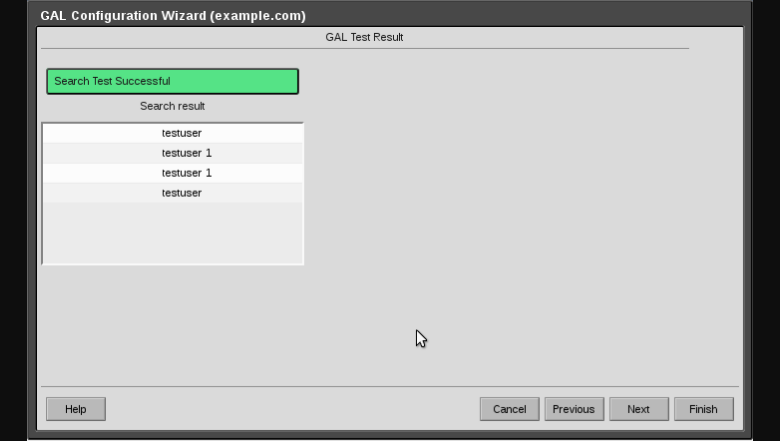 GAL Configuration Wizard (example.com)
GAL Test Result
Search Test Successful
Search result
testuser
testuser 1
testuser 1
testuser
Help
Cancel
Previous
Next
Finish